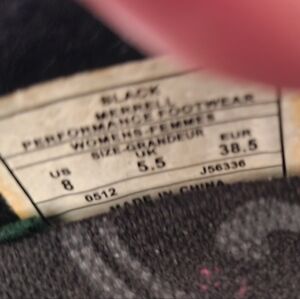 BLACK
MERRELL
PERFORMANCE FOOTWEAR
WOMENS-FEMMES
SIZE-GRANDEUR
US UK EUR
8 5.5 38.5
0512 J56336
MADE IN CHINA